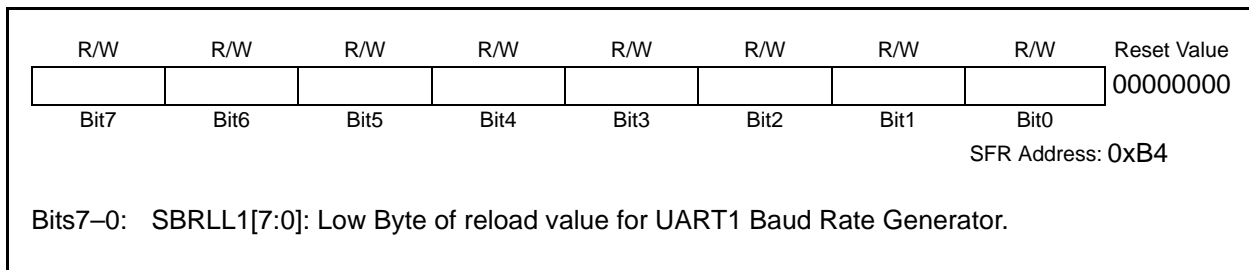 R/W R/W R/W R/W R/W R/W R/W R/W Reset Value
00000000
Bit7 Bit6 Bit5 Bit4 Bit3 Bit2 Bit1 Bit0
SFR Address: 0xB4
Bits7–0: SBRLL1[7:0]: Low Byte of reload value for UART1 Baud Rate Generator.